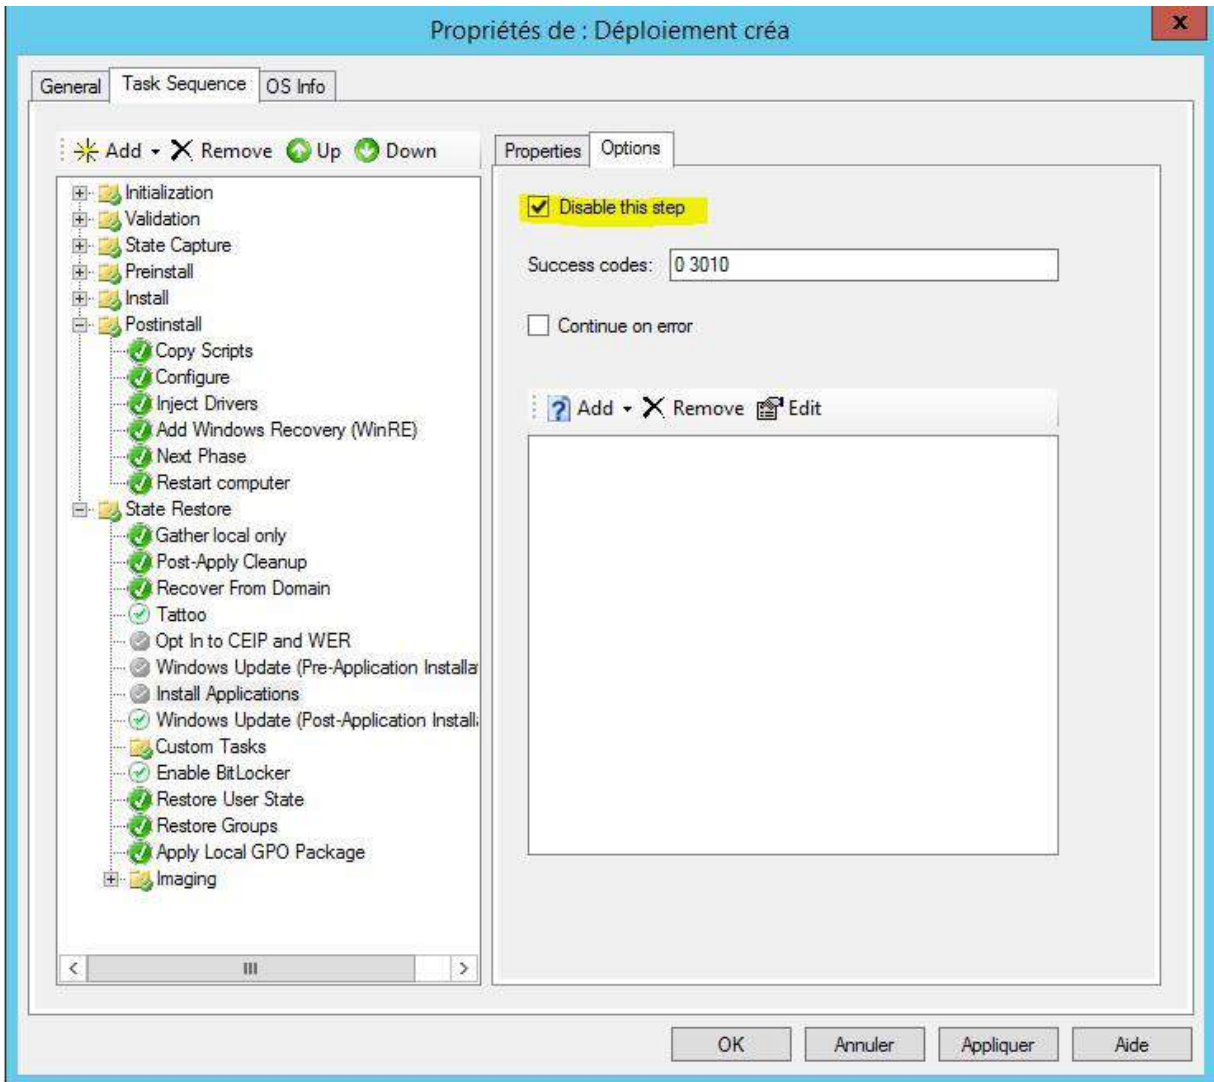 Propriétés de : Déploiement créa
x
General Task Sequence OS Info
Add Remove Up Down
Initialization
Validation
State Capture
Preinstall
Install
Postinstall
Copy Scripts
Configure
Inject Drivers
Add Windows Recovery (WinRE)
Next Phase
Restart computer
State Restore
Gather local only
Post-Apply Cleanup
Recover From Domain
Tattoo
Opt In to CEIP and WER
Windows Update (Pre-Application Installa
Install Applications
Windows Update (Post-Application Install
Custom Tasks
Enable BitLocker
Restore User State
Restore Groups
Apply Local GPO Package
Imaging
Properties Options
Disable this step
Success codes: 0 3010
Continue on error
Add Remove Edit
OK Annuler Appliquer Aide